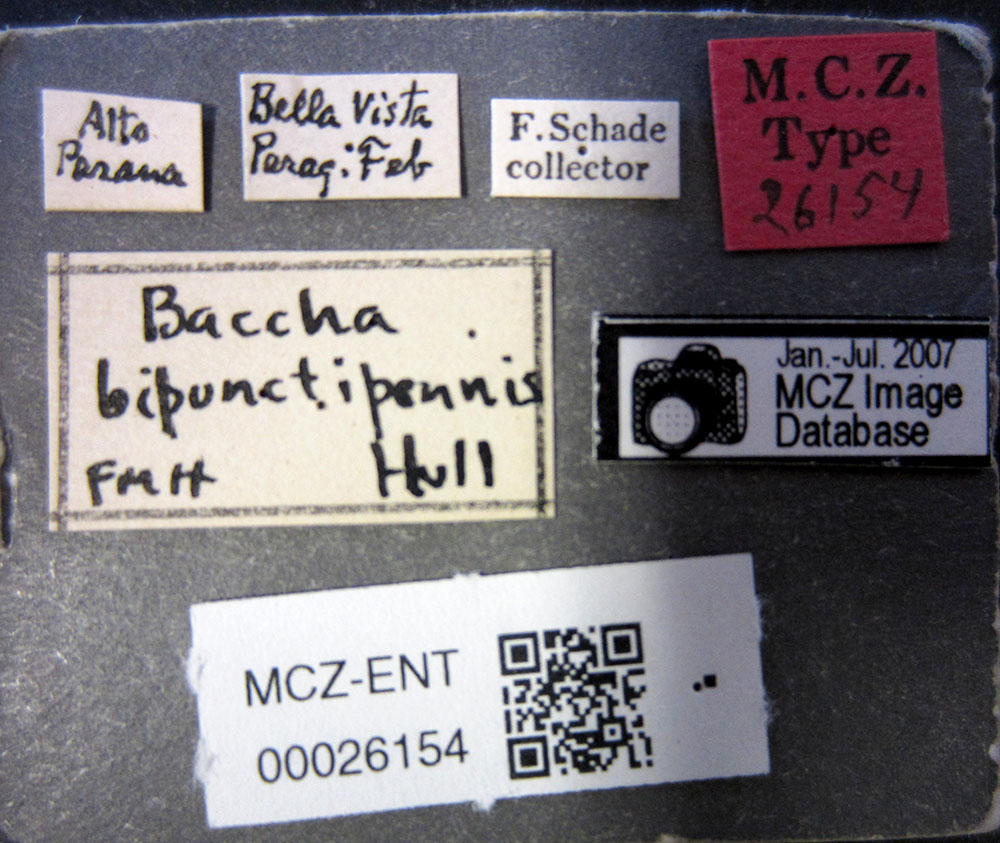 Alto
Parana
Bella Vista
Parag. Feb
F. Schade
collector
M.C.Z.
Type
26154
Baccha
bipunctipennis
FMH Hull
Jan.-Jul. 2007
MCZ Image
Database
MCZ-ENT
00026154